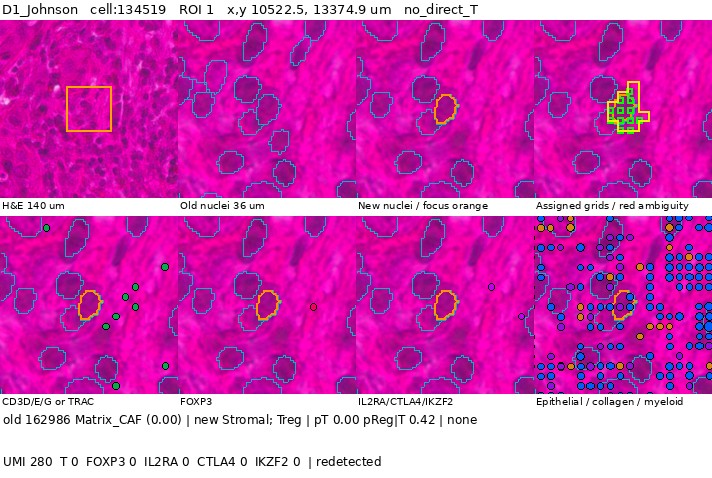 D1_Johnson cell:134519 ROI 1 x,y 10522.5, 13374.9 um no_direct_T
H&E 140 um
Old nuclei 36 um
New nuclei / focus orange
Assigned grids / red ambiguity
CD3D/E/G or TRAC
FOXP3
IL2RA/CTLA4/IKZF2
Epithelial / collagen / myeloid
old 162986 Matrix_CAF (0.00) | new Stromal; Treg | pT 0.00 pReg|T 0.42 | none
UMI 280 T 0 FOXP3 0 IL2RA 0 CTLA4 0 IKZF2 0 | redetected